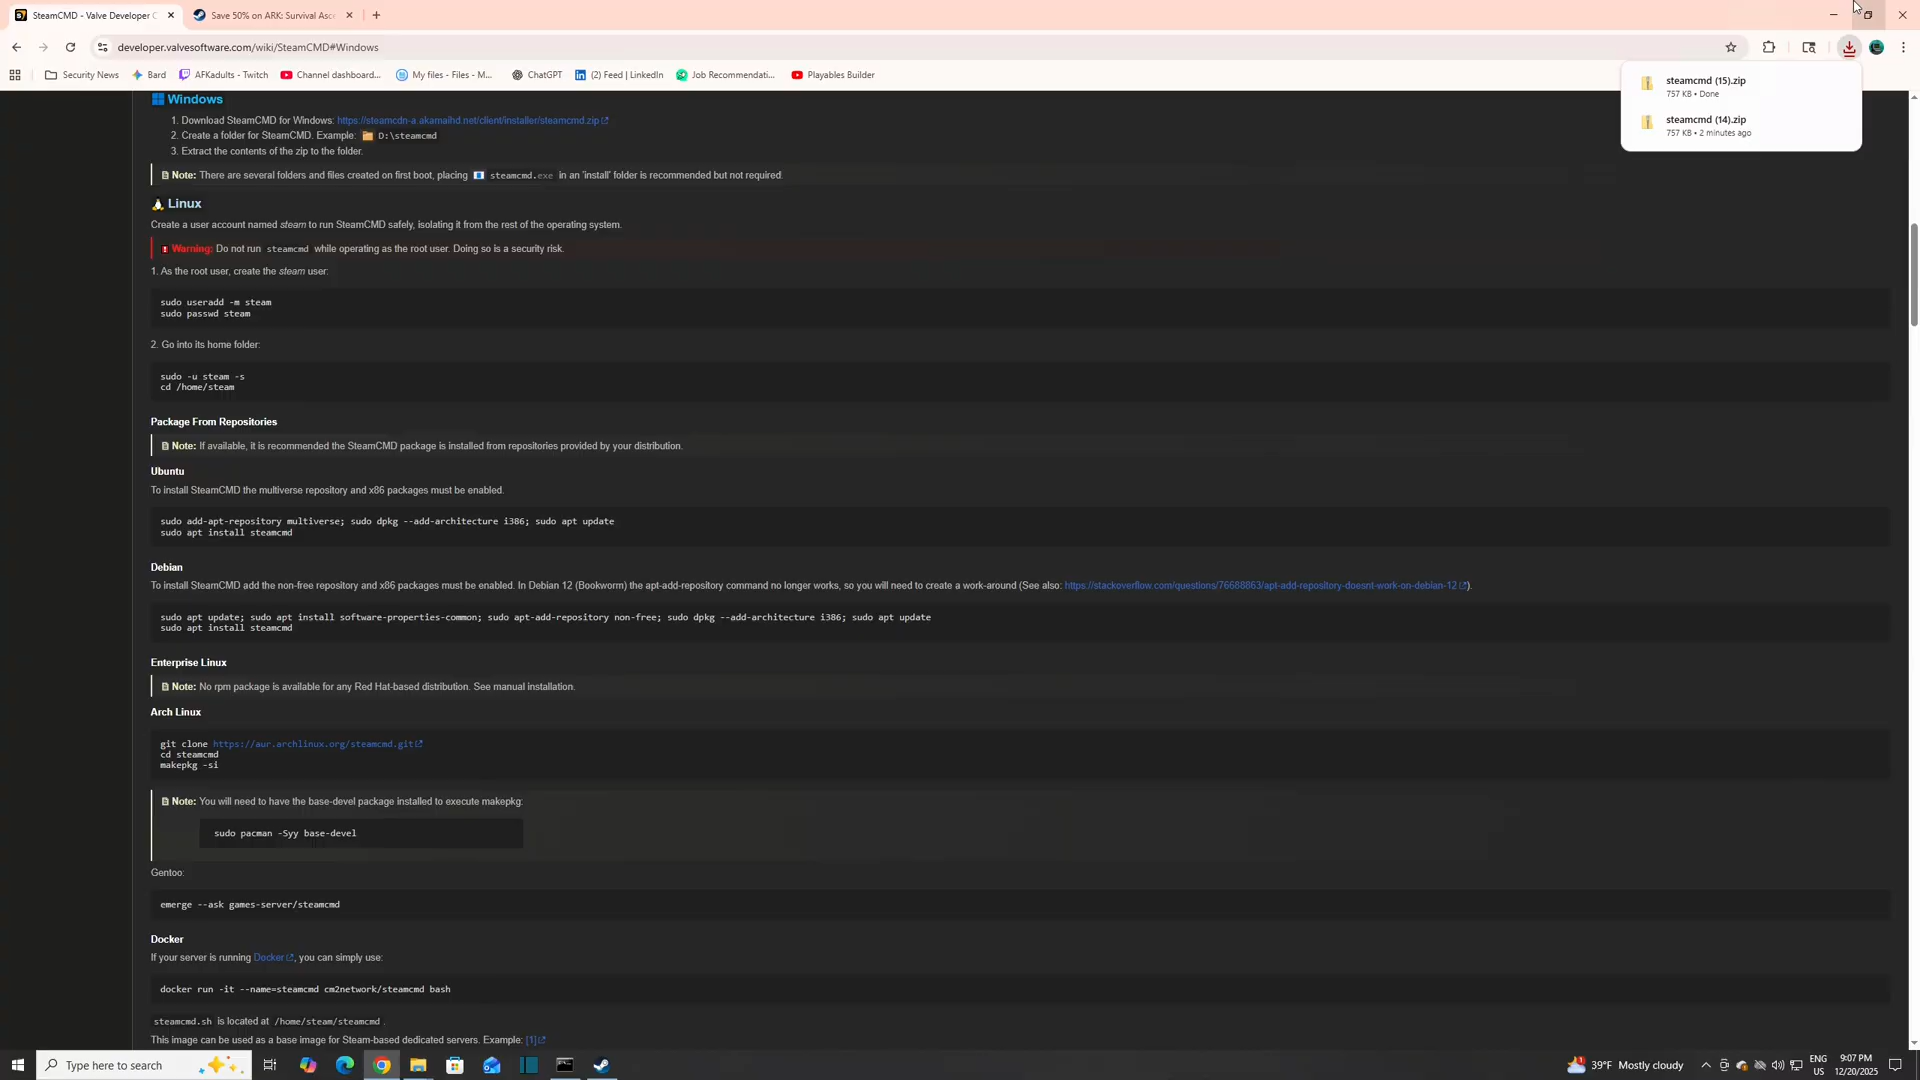 SteamCMD - Valve Developer C
Save 50% on ARK: Survival Asc
developer.valvesoftware.com/wiki/SteamCMD#Windows
Security News
Bard
AFKadults - Twitch
Channel dashboard...
My files - Files - M...
ChatGPT
(2) Feed | LinkedIn
Job Recommendati...
Playables Builder
steamcmd (15).zip
757 KB • Done
steamcmd (14).zip
757 KB • 2 minutes ago
Windows
1. Download SteamCMD for Windows: https://steamcdn-a.akamaihd.net/client/installer/steamcmd.zip
2. Create a folder for SteamCMD. Example: D:\steamcmd
3. Extract the contents of the zip to the folder.
Note: There are several folders and files created on first boot, placing steamcmd.exe in an 'install' folder is recommended but not required.
Linux
Create a user account named steam to run SteamCMD safely, isolating it from the rest of the operating system.
Warning: Do not run steamcmd while operating as the root user. Doing so is a security risk.
1. As the root user, create the steam user:
sudo useradd -m steam
sudo passwd steam
2. Go into its home folder:
sudo -u steam -s
cd /home/steam
Package From Repositories
Note: If available, it is recommended the SteamCMD package is installed from repositories provided by your distribution.
Ubuntu
To install SteamCMD the multiverse repository and x86 packages must be enabled.
sudo add-apt-repository multiverse; sudo dpkg --add-architecture i386; sudo apt update
sudo apt install steamcmd
Debian
To install SteamCMD add the non-free repository and x86 packages must be enabled. In Debian 12 (Bookworm) the apt-add-repository command no longer works, so you will need to create a work-around (See also: https://stackoverflow.com/questions/76688863/apt-add-repository-doesnt-work-on-debian-12).
sudo apt update; sudo apt install software-properties-common; sudo apt-add-repository non-free; sudo dpkg --add-architecture i386; sudo apt update
sudo apt install steamcmd
Enterprise Linux
Note: No rpm package is available for any Red Hat-based distribution. See manual installation.
Arch Linux
git clone https://aur.archlinux.org/steamcmd.git
cd steamcmd
makepkg -si
Note: You will need to have the base-devel package installed to execute makepkg:
sudo pacman -Syy base-devel
Gentoo:
emerge --ask games-server/steamcmd
Docker
If your server is running Docker, you can simply use:
docker run -it --name=steamcmd cm2network/steamcmd bash
steamcmd.sh is located at /home/steam/steamcmd.
This image can be used as a base image for Steam-based dedicated servers. Example: [1]
Type here to search
39°F Mostly cloudy
ENG
US
9:07 PM
12/20/2025